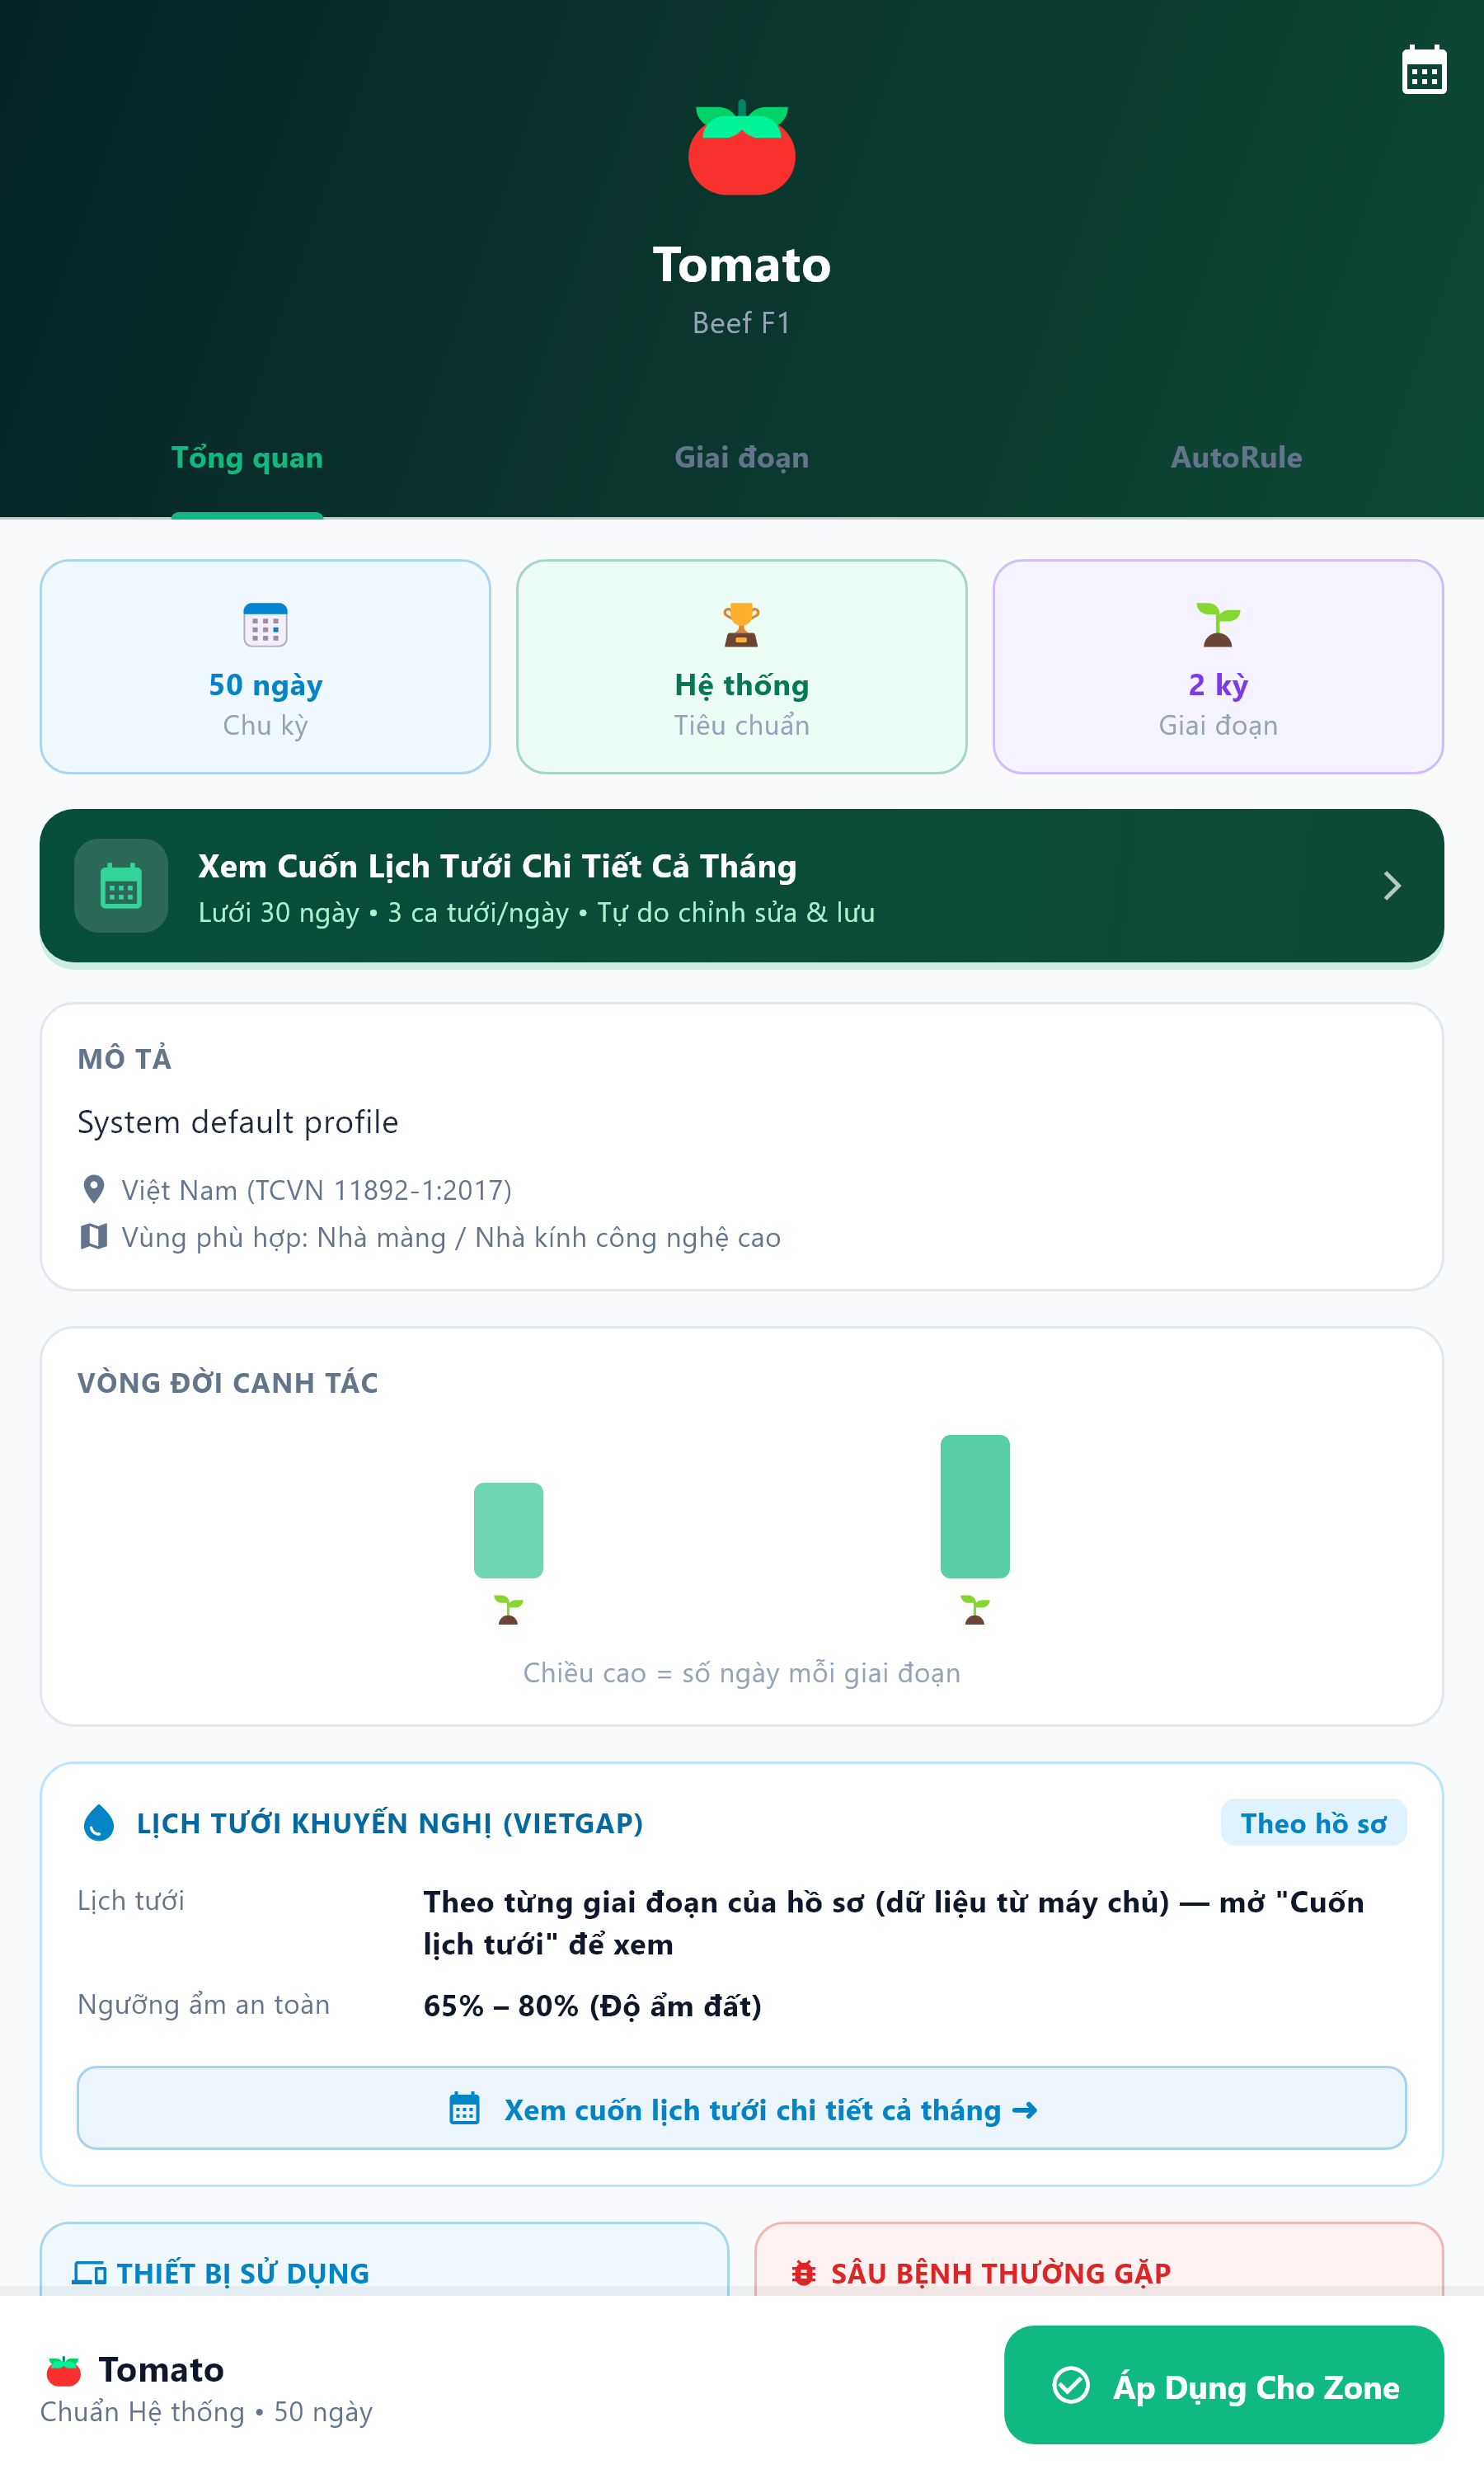 Tomato
Beef F1
Tổng quan
Giai đoạn
AutoRule
50 ngày
Chu kỳ
Hệ thống
Tiêu chuẩn
2 kỳ
Giai đoạn
Xem Cuốn Lịch Tưới Chi Tiết Cả Tháng
Lưới 30 ngày • 3 ca tưới/ngày • Tự do chỉnh sửa & lưu
MÔ TẢ
System default profile
Việt Nam (TCVN 11892-1:2017)
Vùng phù hợp: Nhà màng / Nhà kính công nghệ cao
VÒNG ĐỜI CANH TÁC
Chiều cao = số ngày mỗi giai đoạn
LỊCH TƯỚI KHUYẾN NGHỊ (VIETGAP)
Theo hồ sơ
Lịch tưới
Theo từng giai đoạn của hồ sơ (dữ liệu từ máy chủ) — mở "Cuốn
lịch tưới" để xem
Ngưỡng ẩm an toàn
65% – 80% (Độ ẩm đất)
Xem cuốn lịch tưới chi tiết cả tháng ➜
THIẾT BỊ SỬ DỤNG
SÂU BỆNH THƯỜNG GẶP
Tomato
Chuẩn Hệ thống • 50 ngày
Áp Dụng Cho Zone